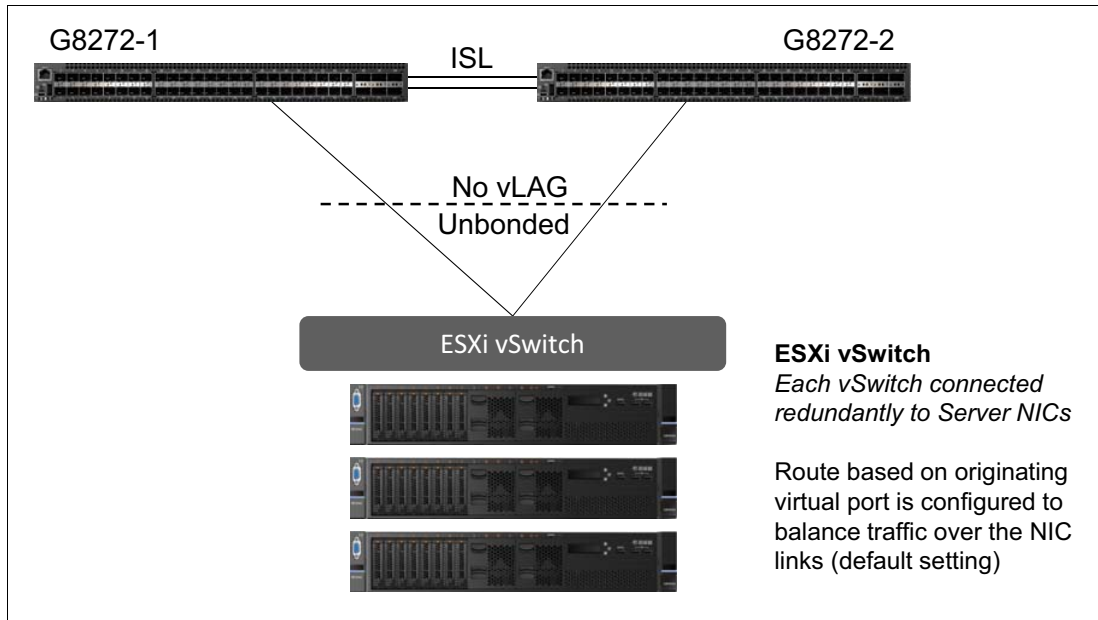 G8272-1
G8272-2
ISL
No vLAG
Unbonded
ESXi vSwitch
ESXi vSwitch
Each vSwitch connected
redundantly to Server NICs
Route based on originating
virtual port is configured to
balance traffic over the NIC
links (default setting)